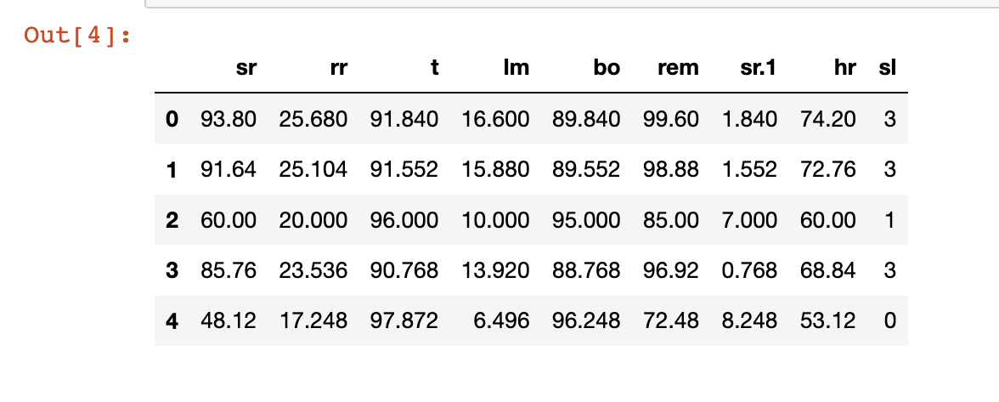 Out[4]:
sr rr t lm bo rem sr.1 hr sl
0 93.80 25.680 91.840 16.600 89.840 99.60 1.840 74.20 3
1 91.64 25.104 91.552 15.880 89.552 98.88 1.552 72.76 3
2 60.00 20.000 96.000 10.000 95.000 85.00 7.000 60.00 1
3 85.76 23.536 90.768 13.920 88.768 96.92 0.768 68.84 3
4 48.12 17.248 97.872 6.496 96.248 72.48 8.248 53.12 0